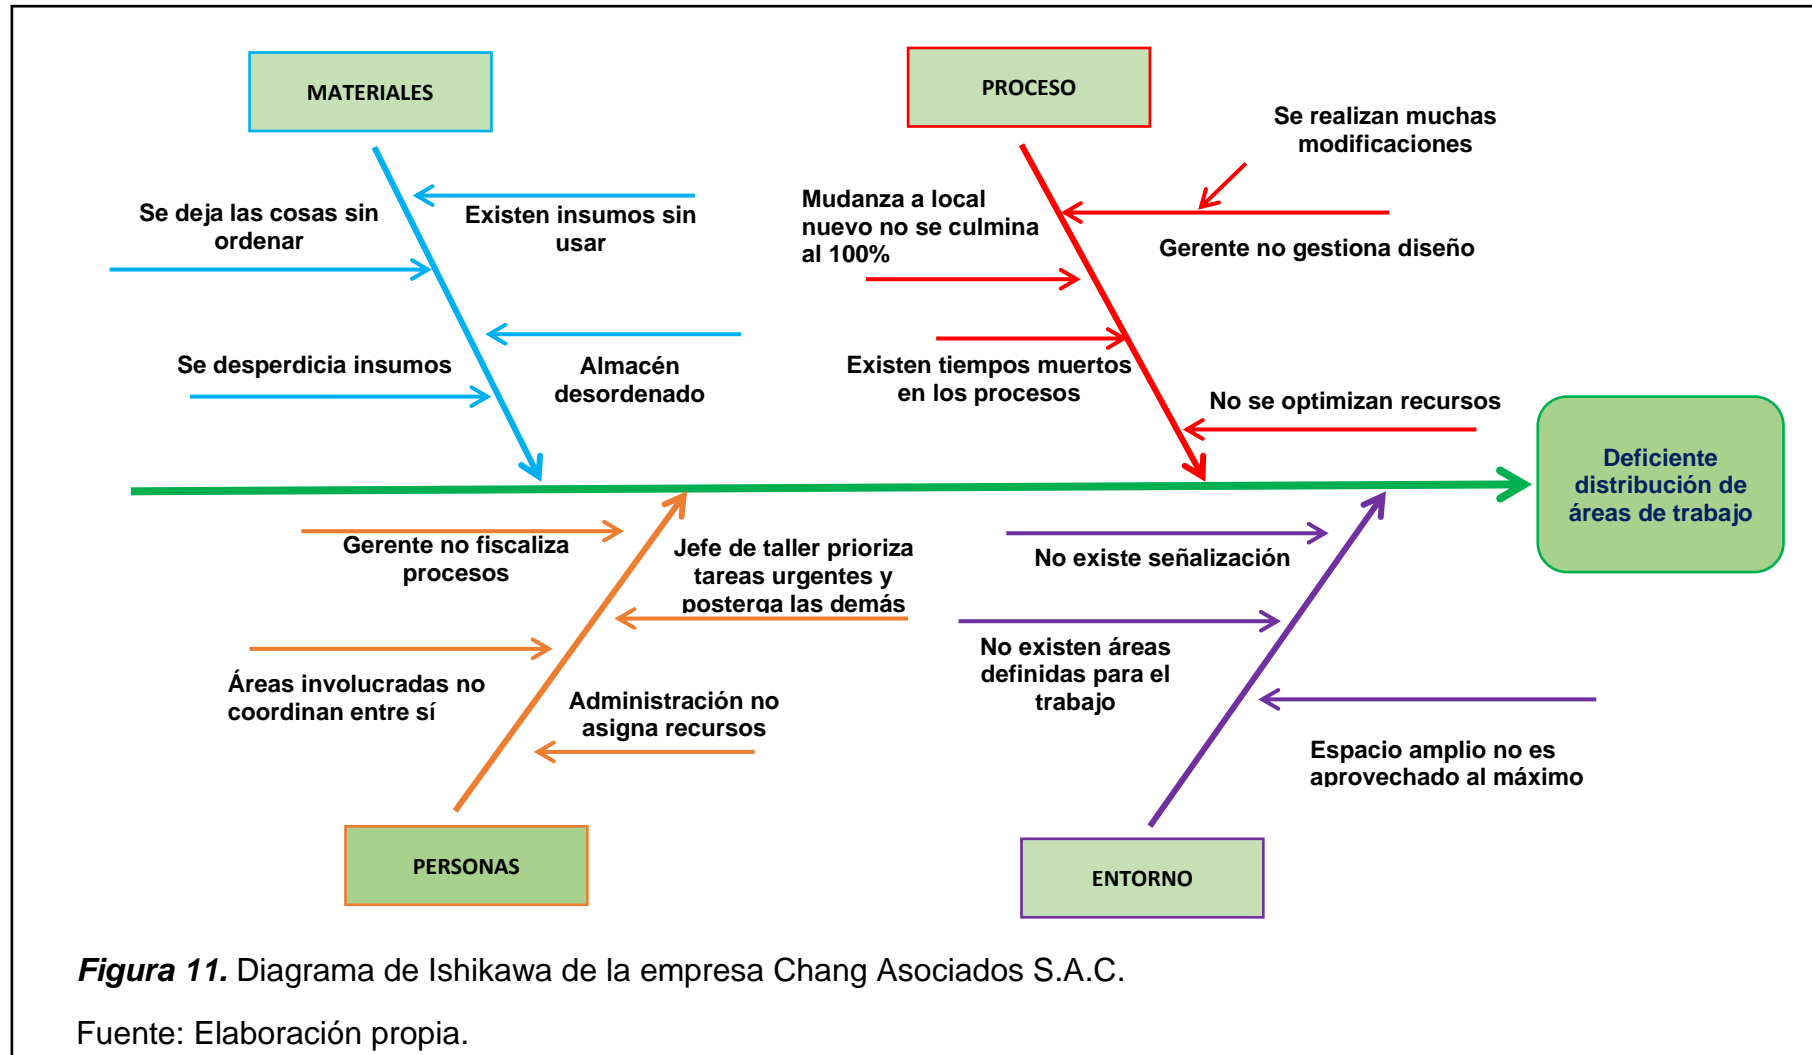 MATERIALES
PROCESO
Se realizan muchas
modificaciones
Se deja las cosas sin
ordenar
Existen insumos sin
usar
Mudanza a local
nuevo no se culmina
al 100%
Gerente no gestiona diseño
Se desperdicia insumos
Almacén
desordenado
Existen tiempos muertos
en los procesos
No se optimizan recursos
Deficiente
distribución de
áreas de trabajo
Gerente no fiscaliza
procesos
Jefe de taller prioriza
tareas urgentes y
posterga las demás
No existe señalización
Áreas involucradas no
coordinan entre sí
Administración no
asigna recursos
No existen áreas
definidas para el
trabajo
Espacio amplio no es
aprovechado al máximo
PERSONAS
ENTORNO
Figura 11. Diagrama de Ishikawa de la empresa Chang Asociados S.A.C.
Fuente: Elaboración propia.